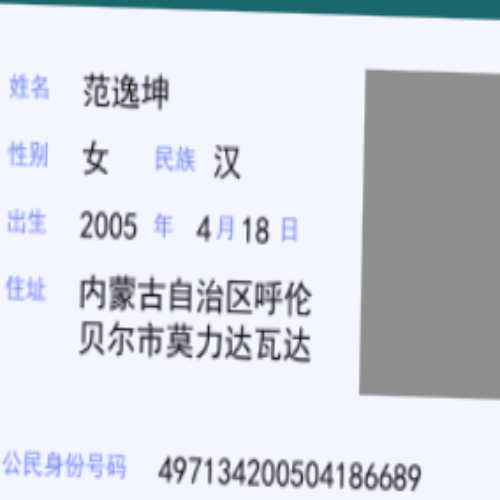 姓名 范逸坤
性别 女 民族 汉
出生 2005 年 4 月 18 日
住址 内蒙古自治区呼伦
贝尔市莫力达瓦达
公民身份号码 497134200504186689